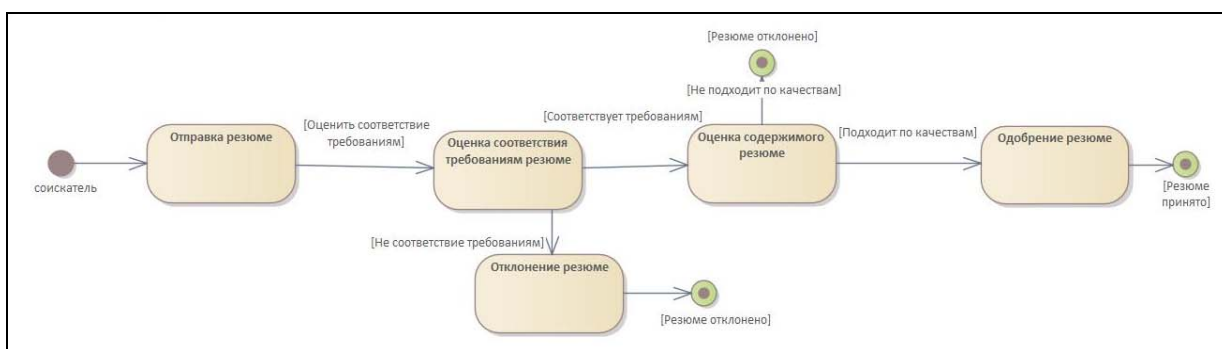 [Резюме отклонено]
[Не подходит по качествам]
[Соответствует требованиям]
Отправка резюме
[Оценить соответствие
требованиям]
Оценка соответствия
требованиям резюме
Оценка содержимого
резюме
[Подходит по качествам]
Одобрение резюме
соискатель
[Резюме
принято]
[Не соответствие требованиям]
Отклонение резюме
[Резюме отклонено]